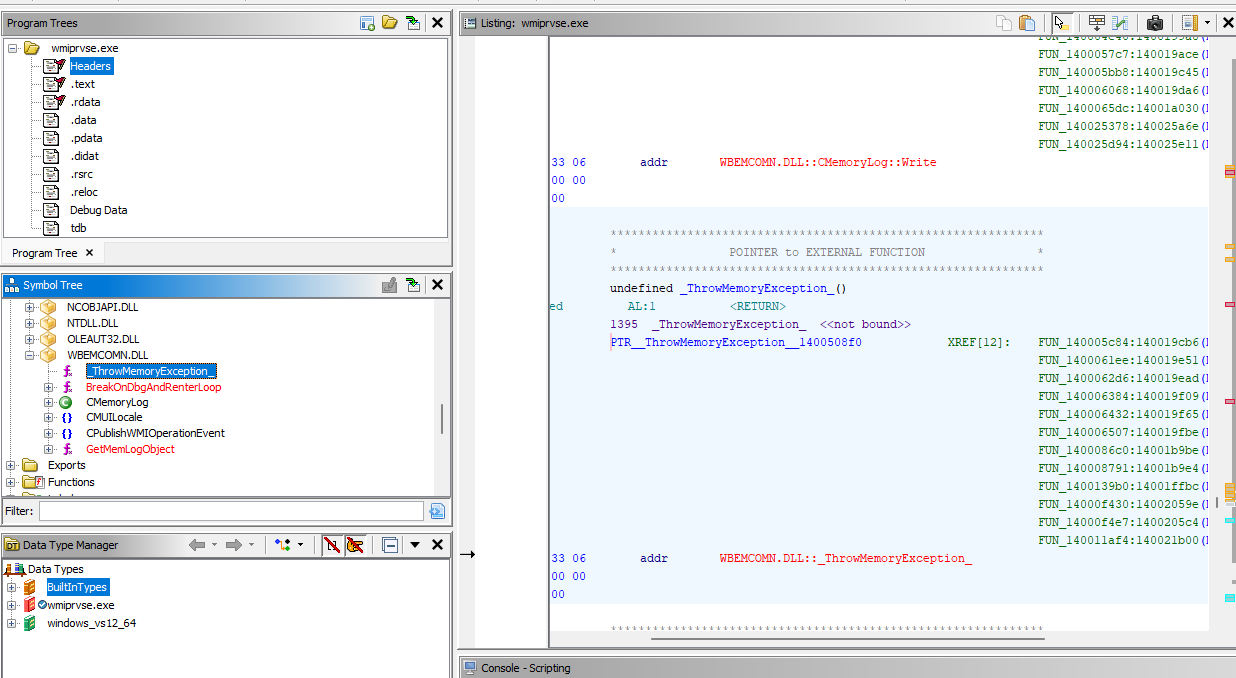 Program Trees
wmiprvse.exe
Headers
.text
.rdata
.data
.pdata
.didat
.rsrc
.reloc
Debug Data
tdb
Program Tree
Symbol Tree
NCOBJAPI.DLL
NTDLL.DLL
OLEAUT32.DLL
WBEMCOMN.DLL
_ThrowMemoryException_
BreakOnDbgAndRenterLoop
CMemoryLog
CMUILocale
CPublishWMIOperationEvent
GetMemLogObject
Exports
Functions
Filter:
Data Type Manager
Data Types
BuiltInTypes
wmiprvse.exe
windows_vs12_64
Listing: wmiprvse.exe
FUN_1400057c7:140019ace(
FUN_140005bb8:140019c45(
FUN_140006068:140019da6(
FUN_1400065dc:14001a030(
FUN_140025378:140025a6e(
FUN_140025d94:140025e11(
33 06 addr WBEMCOMN.DLL::CMemoryLog::Write
00 00
00
*************************************************************
* POINTER to EXTERNAL FUNCTION *
*************************************************************
undefined _ThrowMemoryException_()
ed AL:1 <RETURN>
1395 _ThrowMemoryException_ <<not bound>>
PTR__ThrowMemoryException__1400508f0 XREF[12]: FUN_140005c84:140019cb6(
FUN_1400061ee:140019e51(
FUN_1400062d6:140019ead(
FUN_140006384:140019f09(
FUN_140006432:140019f65(
FUN_140006507:140019fbe(
FUN_1400086c0:14001b9be(
FUN_140008791:14001b9e4(
FUN_1400139b0:14001ffbc(
FUN_14000f430:14002059e(
FUN_14000f4e7:1400205c4(
FUN_140011af4:140021b00(
33 06 addr WBEMCOMN.DLL::_ThrowMemoryException_
00 00
00
*************************************************************
Console - Scripting